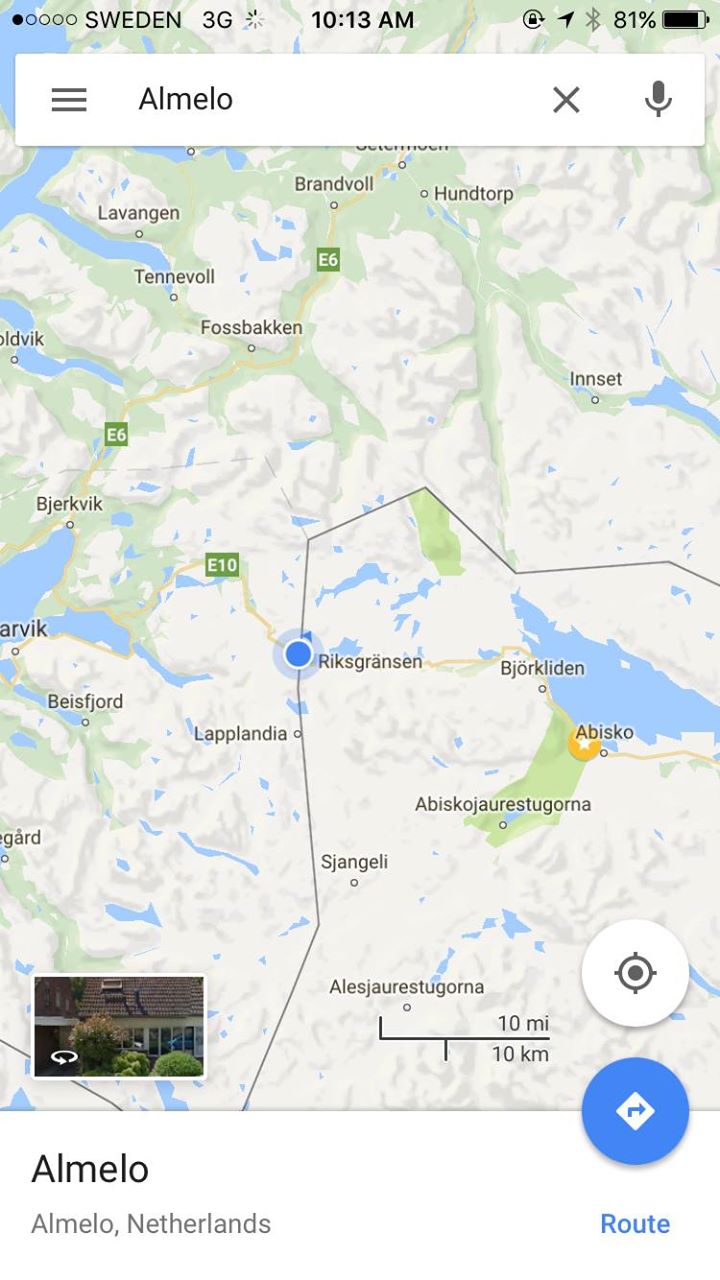 SWEDEN 3G 10:13 AM 81%
Almelo
Brandvoll
Hundtorp
Lavangen
E6
Tennevoll
Fossbakken
oldvik
Innset
E6
Bjerkvik
E10
arvik
Riksgränsen
Björkliden
Beisfjord
Lapplandia
Abisko
Abiskojaurestugorna
egård
Sjangeli
Alesjaurestugorna
10 mi
10 km
Almelo
Almelo, Netherlands
Route